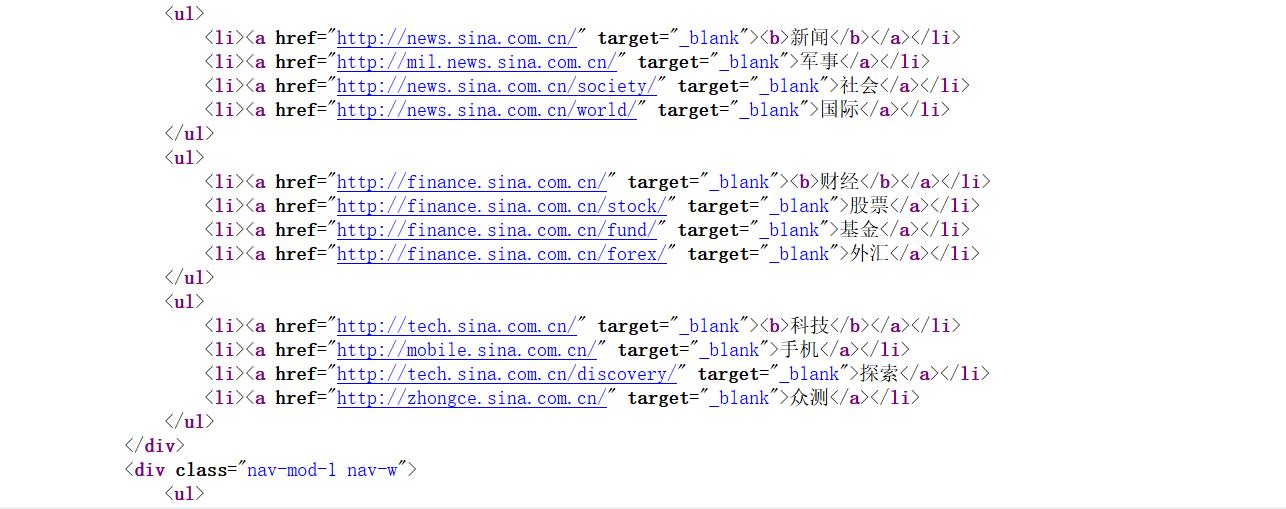 <ul>
<li><a href="http://news.sina.com.cn/" target="_blank"><b>新闻</b></a></li>
<li><a href="http://mil.news.sina.com.cn/" target="_blank">军事</a></li>
<li><a href="http://news.sina.com.cn/society/" target="_blank">社会</a></li>
<li><a href="http://news.sina.com.cn/world/" target="_blank">国际</a></li>
</ul>
<ul>
<li><a href="http://finance.sina.com.cn/" target="_blank"><b>财经</b></a></li>
<li><a href="http://finance.sina.com.cn/stock/" target="_blank">股票</a></li>
<li><a href="http://finance.sina.com.cn/fund/" target="_blank">基金</a></li>
<li><a href="http://finance.sina.com.cn/forex/" target="_blank">外汇</a></li>
</ul>
<ul>
<li><a href="http://tech.sina.com.cn/" target="_blank"><b>科技</b></a></li>
<li><a href="http://mobile.sina.com.cn/" target="_blank">手机</a></li>
<li><a href="http://tech.sina.com.cn/discovery/" target="_blank">探索</a></li>
<li><a href="http://zhongce.sina.com.cn/" target="_blank">众测</a></li>
</ul>
</div>
<div class="nav-mod-1 nav-w">
<ul>